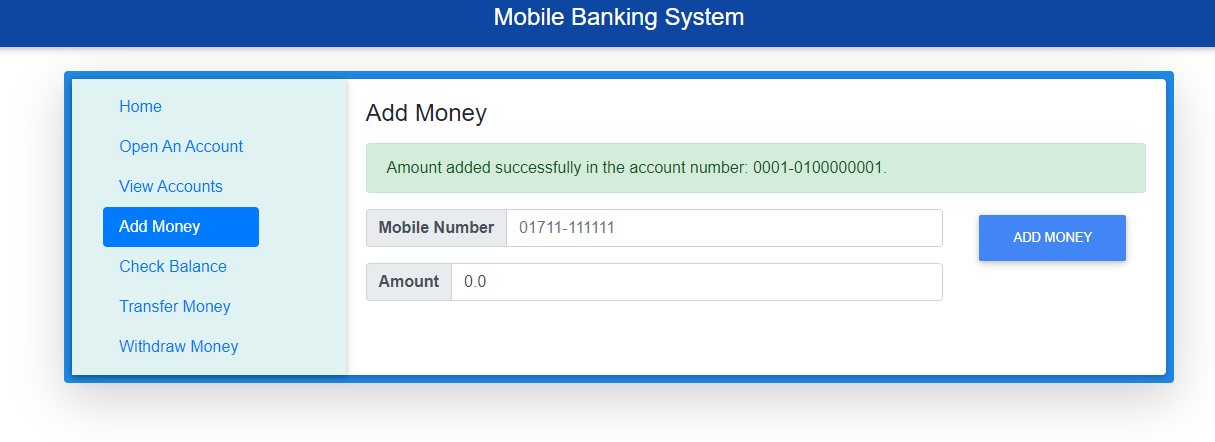 Mobile Banking System
Home
Open An Account
View Accounts
Add Money
Check Balance
Transfer Money
Withdraw Money
Add Money
Amount added successfully in the account number: 0001-0100000001.
Mobile Number 01711-111111
ADD MONEY
Amount 0.0